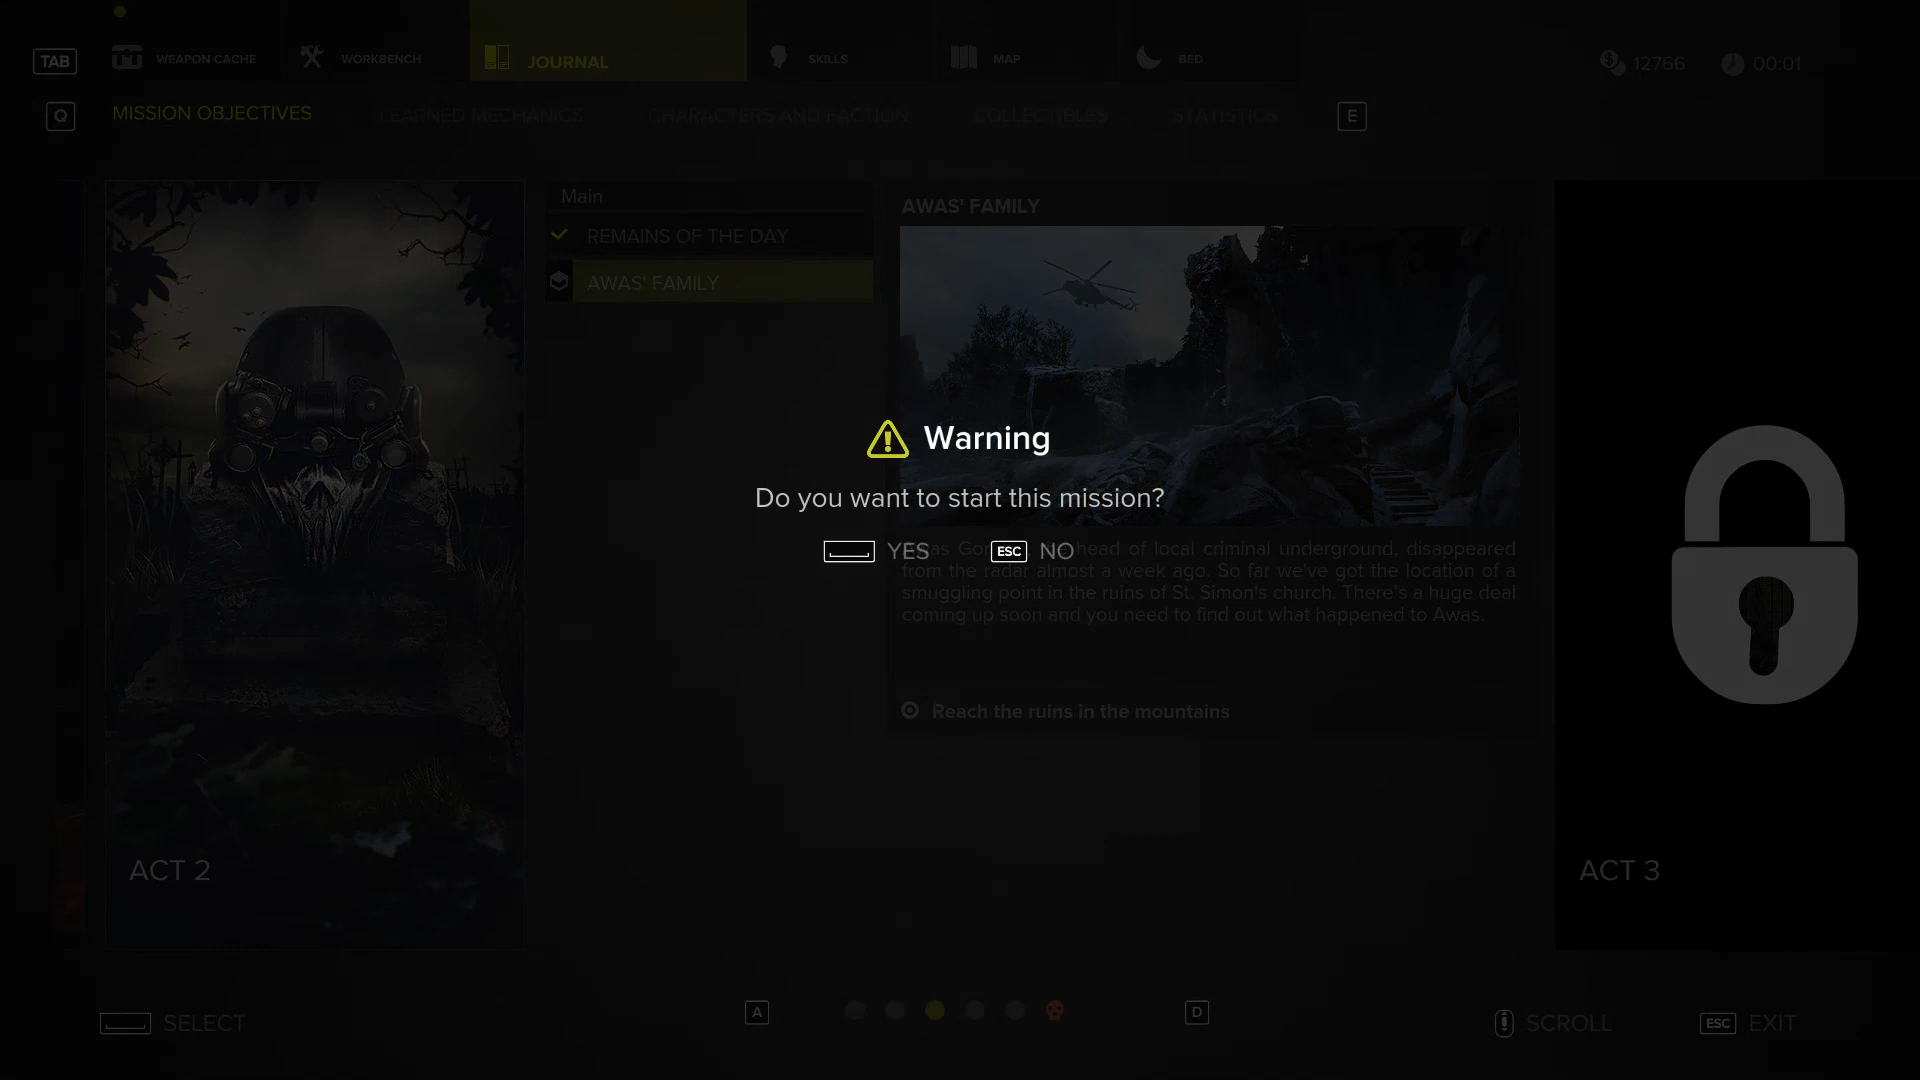 TAB
WEAPON CACHE
WORKBENCH
JOURNAL
SKILLS
MAP
BED
12766
00:01
Q
MISSION OBJECTIVES
LEARNED MECHANICS
CHARACTERS AND FACTION
COLLECTIBLES
STATISTICS
E
Main
REMAINS OF THE DAY
AWAS' FAMILY
AWAS' FAMILY
Warning
Do you want to start this mission?
YES
ESC NO
head of local criminal underground, disappeared
from the radar almost a week ago. So far we've got the location of a
smuggling point in the ruins of St. Simon's church. There's a huge deal
coming up soon and you need to find out what happened to Awas.
Reach the ruins in the mountains
ACT 2
ACT 3
SELECT
A
D
SCROLL
ESC EXIT